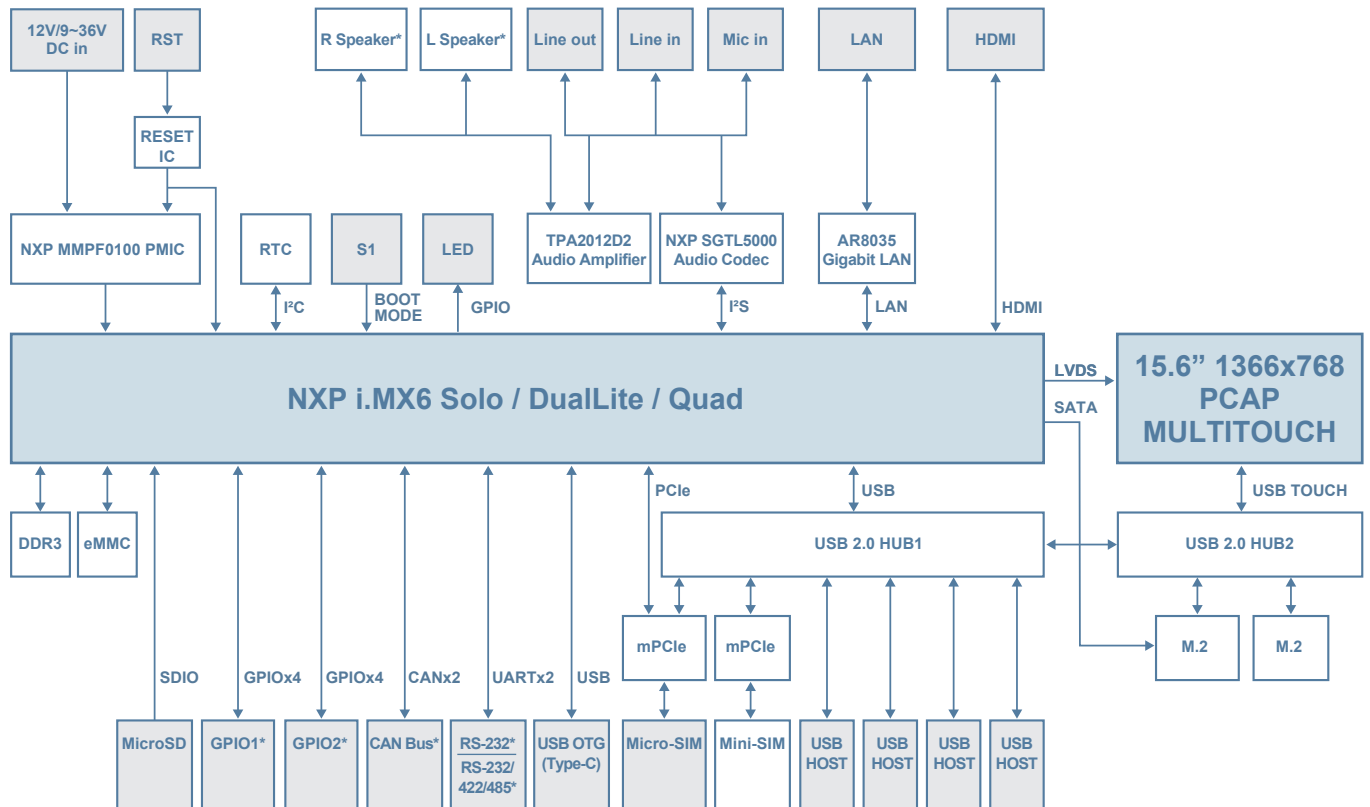 12V/9~36V
DC in
RST
R Speaker*
L Speaker*
Line out
Line in
Mic in
LAN
HDMI
RESET
IC
NXP MMPF0100 PMIC
RTC
S1
LED
TPA2012D2
Audio Amplifier
NXP SGTL5000
Audio Codec
AR8035
Gigabit LAN
I²C
BOOT
MODE
GPIO
I²S
LAN
HDMI
NXP i.MX6 Solo / DualLite / Quad
LVDS
SATA
15.6” 1366x768
PCAP
MULTITOUCH
PCIe
USB
USB TOUCH
DDR3
eMMC
USB 2.0 HUB1
USB 2.0 HUB2
mPCIe
mPCIe
M.2
M.2
SDIO
GPIOx4
GPIOx4
CANx2
UARTx2
USB
MicroSD
GPIO1*
GPIO2*
CAN Bus*
RS-232*
RS-232/
422/485*
USB OTG
(Type-C)
Micro-SIM
Mini-SIM
USB
HOST
USB
HOST
USB
HOST
USB
HOST